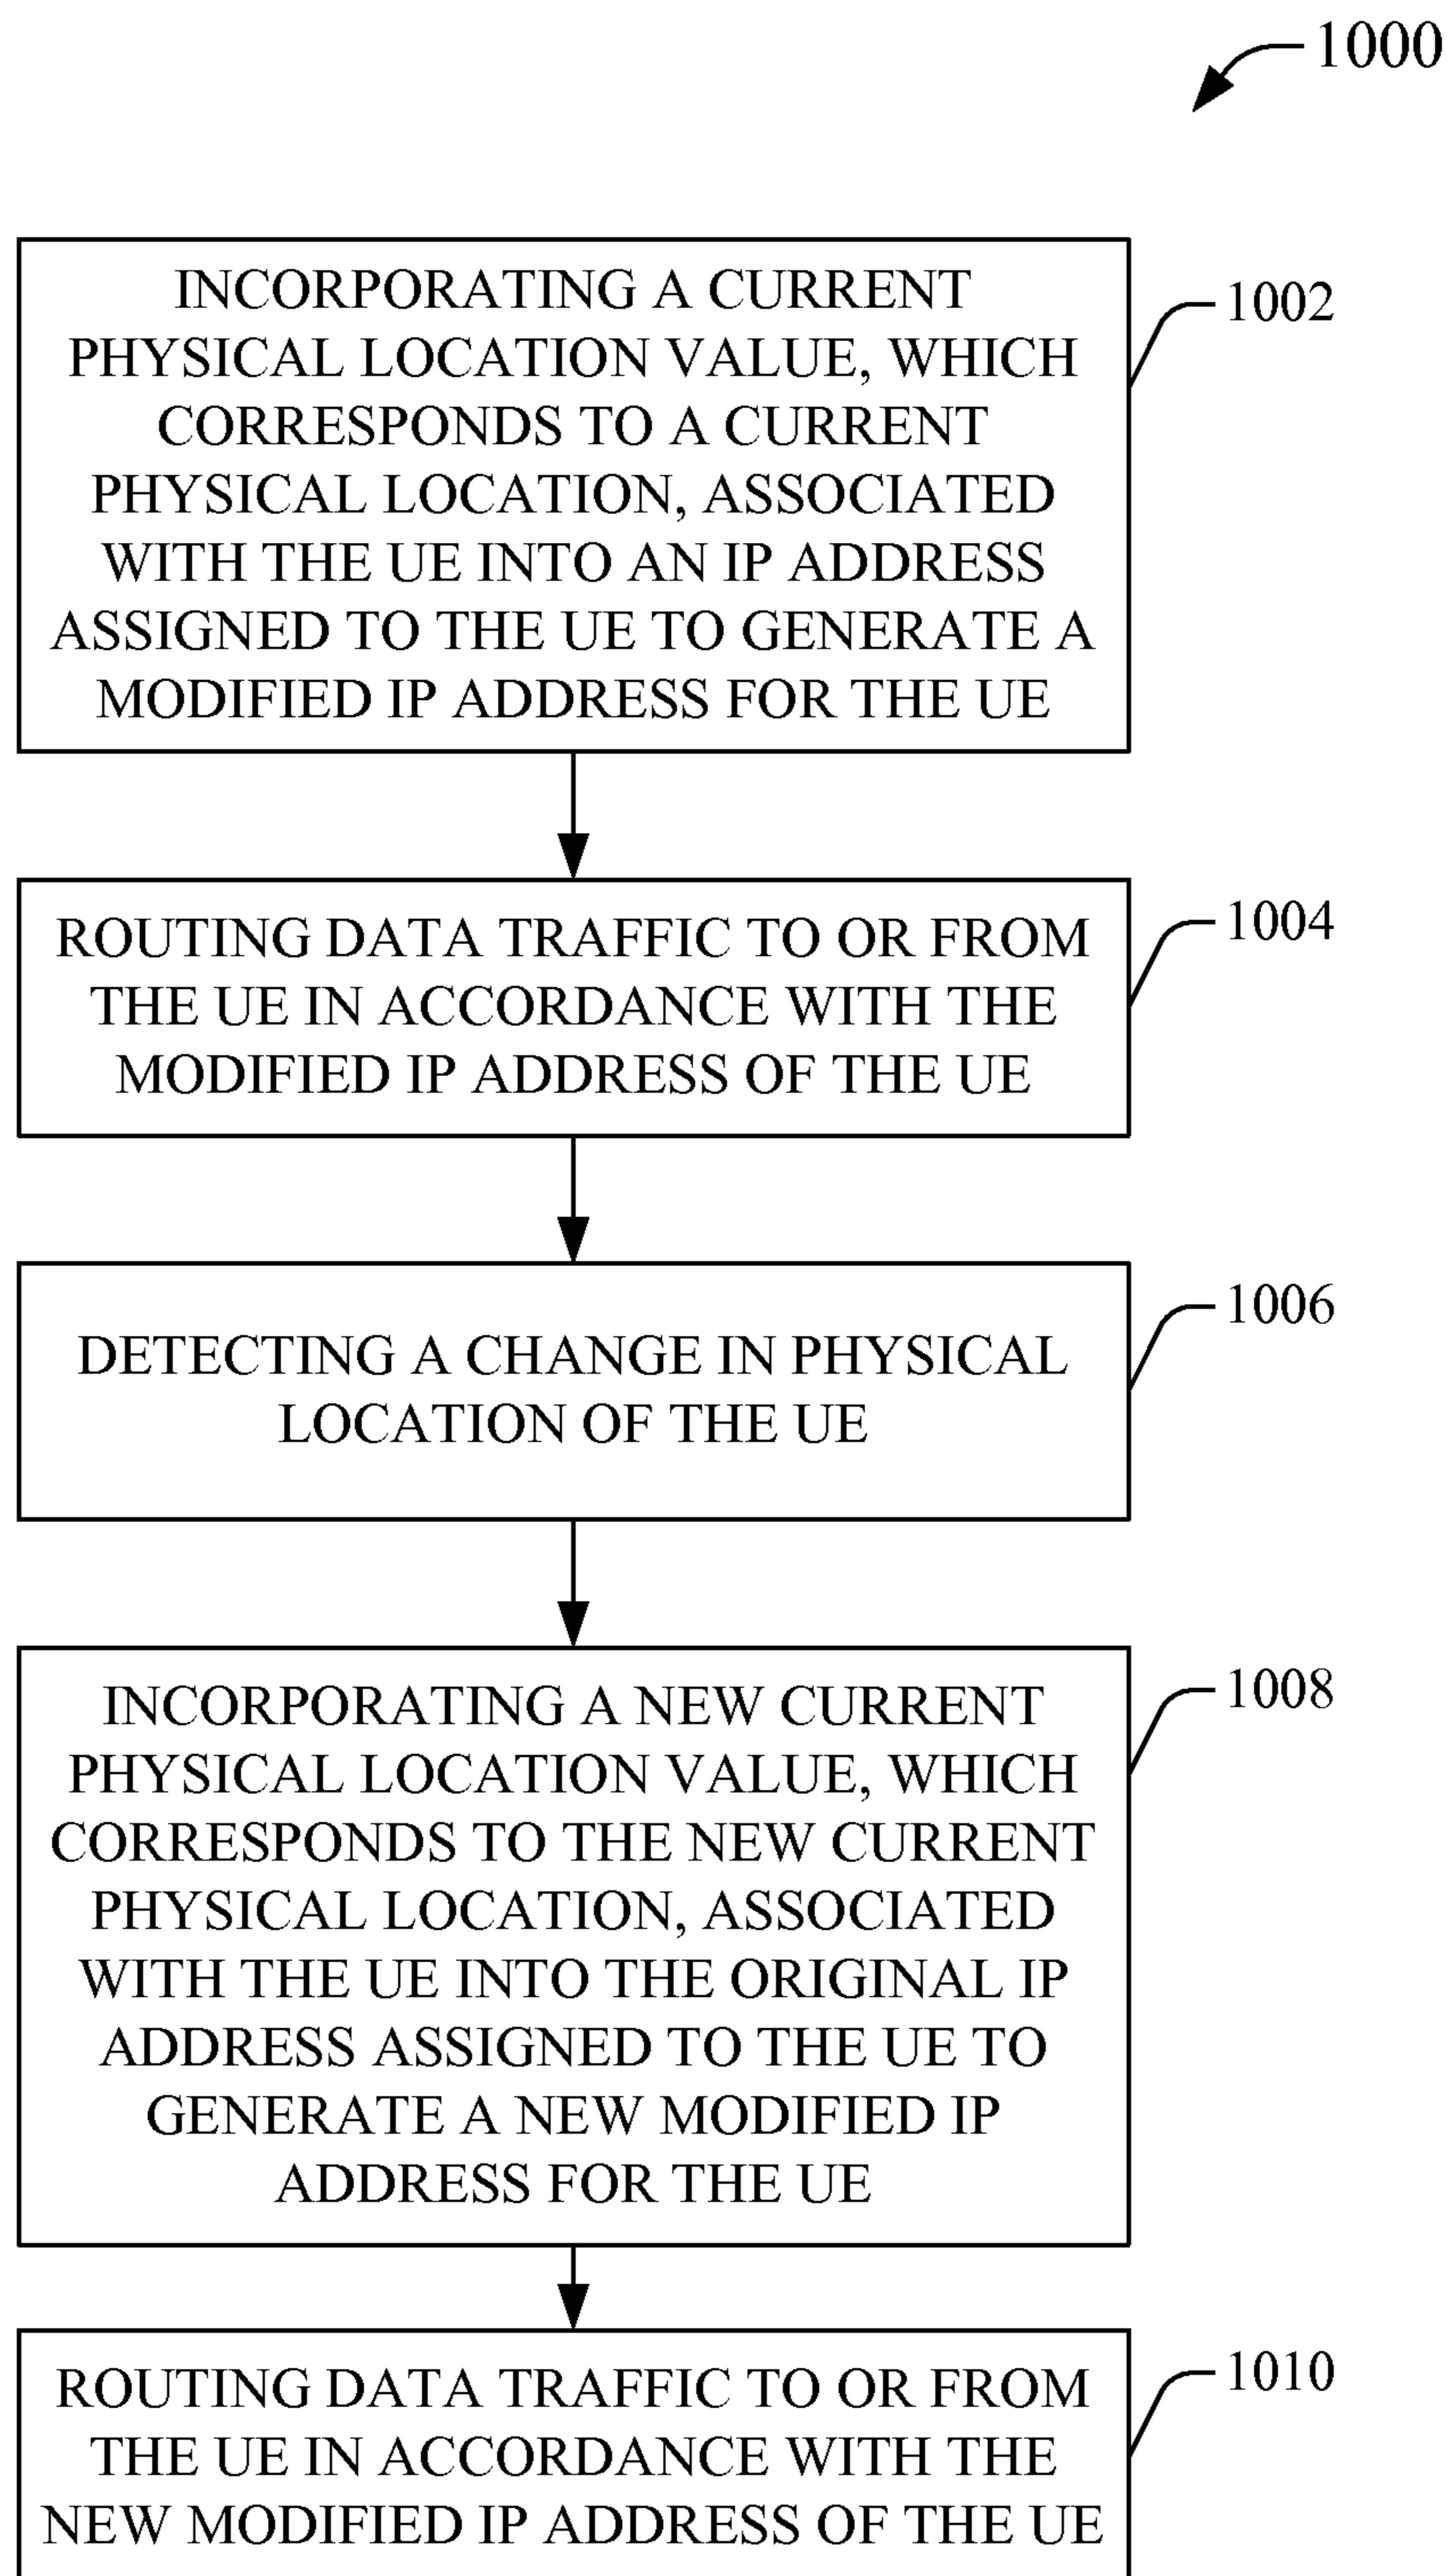 1000
INCORPORATING A CURRENT
PHYSICAL LOCATION VALUE, WHICH
CORRESPONDS TO A CURRENT
PHYSICAL LOCATION, ASSOCIATED
WITH THE UE INTO AN IP ADDRESS
ASSIGNED TO THE UE TO GENERATE A
MODIFIED IP ADDRESS FOR THE UE
1002
ROUTING DATA TRAFFIC TO OR FROM
THE UE IN ACCORDANCE WITH THE
MODIFIED IP ADDRESS OF THE UE
1004
DETECTING A CHANGE IN PHYSICAL
LOCATION OF THE UE
1006
INCORPORATING A NEW CURRENT
PHYSICAL LOCATION VALUE, WHICH
CORRESPONDS TO THE NEW CURRENT
PHYSICAL LOCATION, ASSOCIATED
WITH THE UE INTO THE ORIGINAL IP
ADDRESS ASSIGNED TO THE UE TO
GENERATE A NEW MODIFIED IP
ADDRESS FOR THE UE
1008
ROUTING DATA TRAFFIC TO OR FROM
THE UE IN ACCORDANCE WITH THE
NEW MODIFIED IP ADDRESS OF THE UE
1010